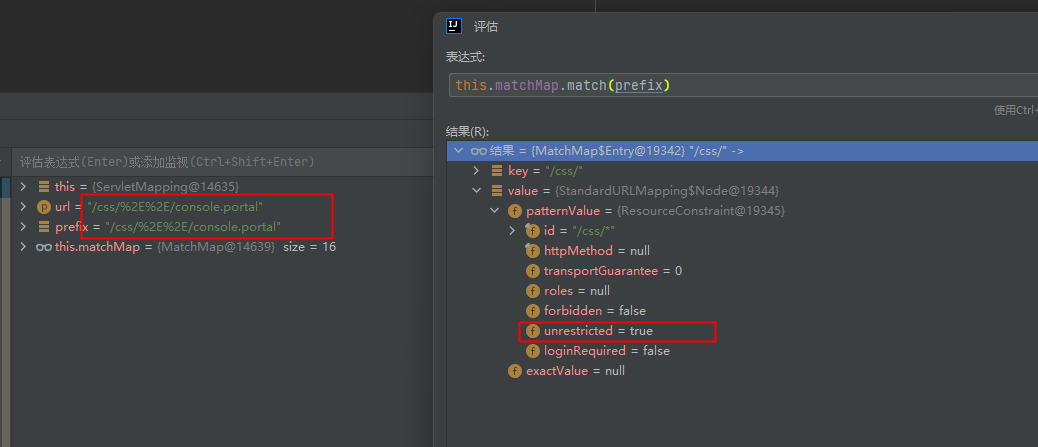 评估表达式(Enter)或添加监视(Ctrl+Shift+Enter)
this = {ServletMapping@14635}
url = "/css/%2E%2E/console.portal"
prefix = "/css/%2E%2E/console.portal"
this.matchMap = {MatchMap@14639} size = 16
评估
表达式:
this.matchMap.match(prefix)
使用Ctrl+
结果(R):
结果 = {MatchMap$Entry@19342} "/css/" ->
key = "/css/"
value = {StandardURLMapping$Node@19344}
patternValue = {ResourceConstraint@19345}
id = "/css/*"
httpMethod = null
transportGuarantee = 0
roles = null
forbidden = false
unrestricted = true
loginRequired = false
exactValue = null